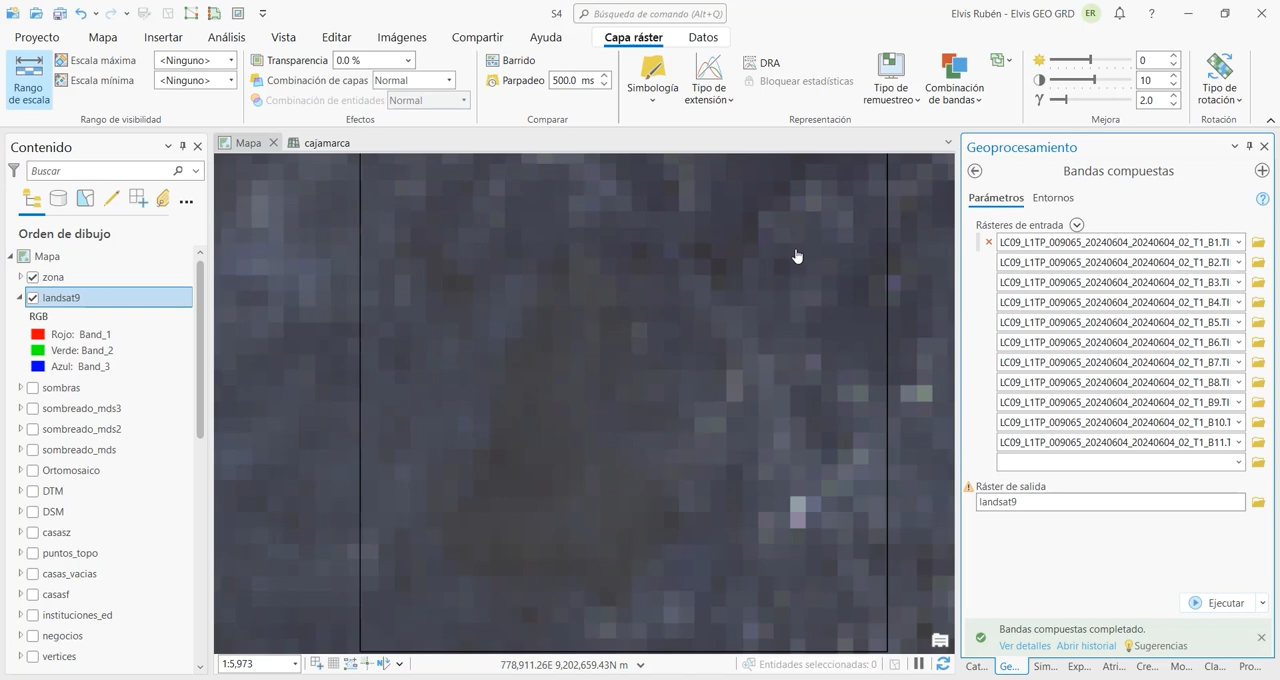 S4
Búsqueda de comando (Alt+Q)
Elvis Rubén - Elvis GEO GRD
ER
?
Proyecto
Mapa
Insertar
Análisis
Vista
Editar
Imágenes
Compartir
Ayuda
Capa ráster
Datos
Rango de escala
Escala máxima
<Ninguno>
Escala mínima
<Ninguno>
Rango de visibilidad
Transparencia
0.0 %
Combinación de capas
Normal
Combinación de entidades
Normal
Efectos
Barrido
Parpadeo
500.0 ms
Comparar
Simbología
Tipo de extensión
DRA
Bloquear estadísticas
Tipo de remuestreo
Combinación de bandas
Representación
0
10
γ
2.0
Mejora
Tipo de rotación
Rotación
Contenido
Buscar
Orden de dibujo
Mapa
zona
landsat9
RGB
Rojo: Band_1
Verde: Band_2
Azul: Band_3
sombras
sombreado_mds3
sombreado_mds2
sombreado_mds
Ortomosaico
DTM
DSM
casasz
puntos_topo
casas_vacias
casasf
instituciones_ed
negocios
vertices
Mapa
cajamarca
1:5,973
778,911.26E 9,202,659.43N m
Entidades seleccionadas: 0
Geoprocesamiento
Bandas compuestas
Parámetros
Entornos
?
Rásteres de entrada
LC09_L1TP_009065_20240604_20240604_02_T1_B1.TI
LC09_L1TP_009065_20240604_20240604_02_T1_B2.TI
LC09_L1TP_009065_20240604_20240604_02_T1_B3.TI
LC09_L1TP_009065_20240604_20240604_02_T1_B4.TI
LC09_L1TP_009065_20240604_20240604_02_T1_B5.TI
LC09_L1TP_009065_20240604_20240604_02_T1_B6.TI
LC09_L1TP_009065_20240604_20240604_02_T1_B7.TI
LC09_L1TP_009065_20240604_20240604_02_T1_B8.TI
LC09_L1TP_009065_20240604_20240604_02_T1_B9.TI
LC09_L1TP_009065_20240604_20240604_02_T1_B10.T
LC09_L1TP_009065_20240604_20240604_02_T1_B11.T
Ráster de salida
landsat9
Ejecutar
Bandas compuestas completado.
Ver detalles Abrir historial Sugerencias
Cat...
Ge...
Sim...
Exp...
Atri...
Cre...
Mo...
Cla...
Pro...